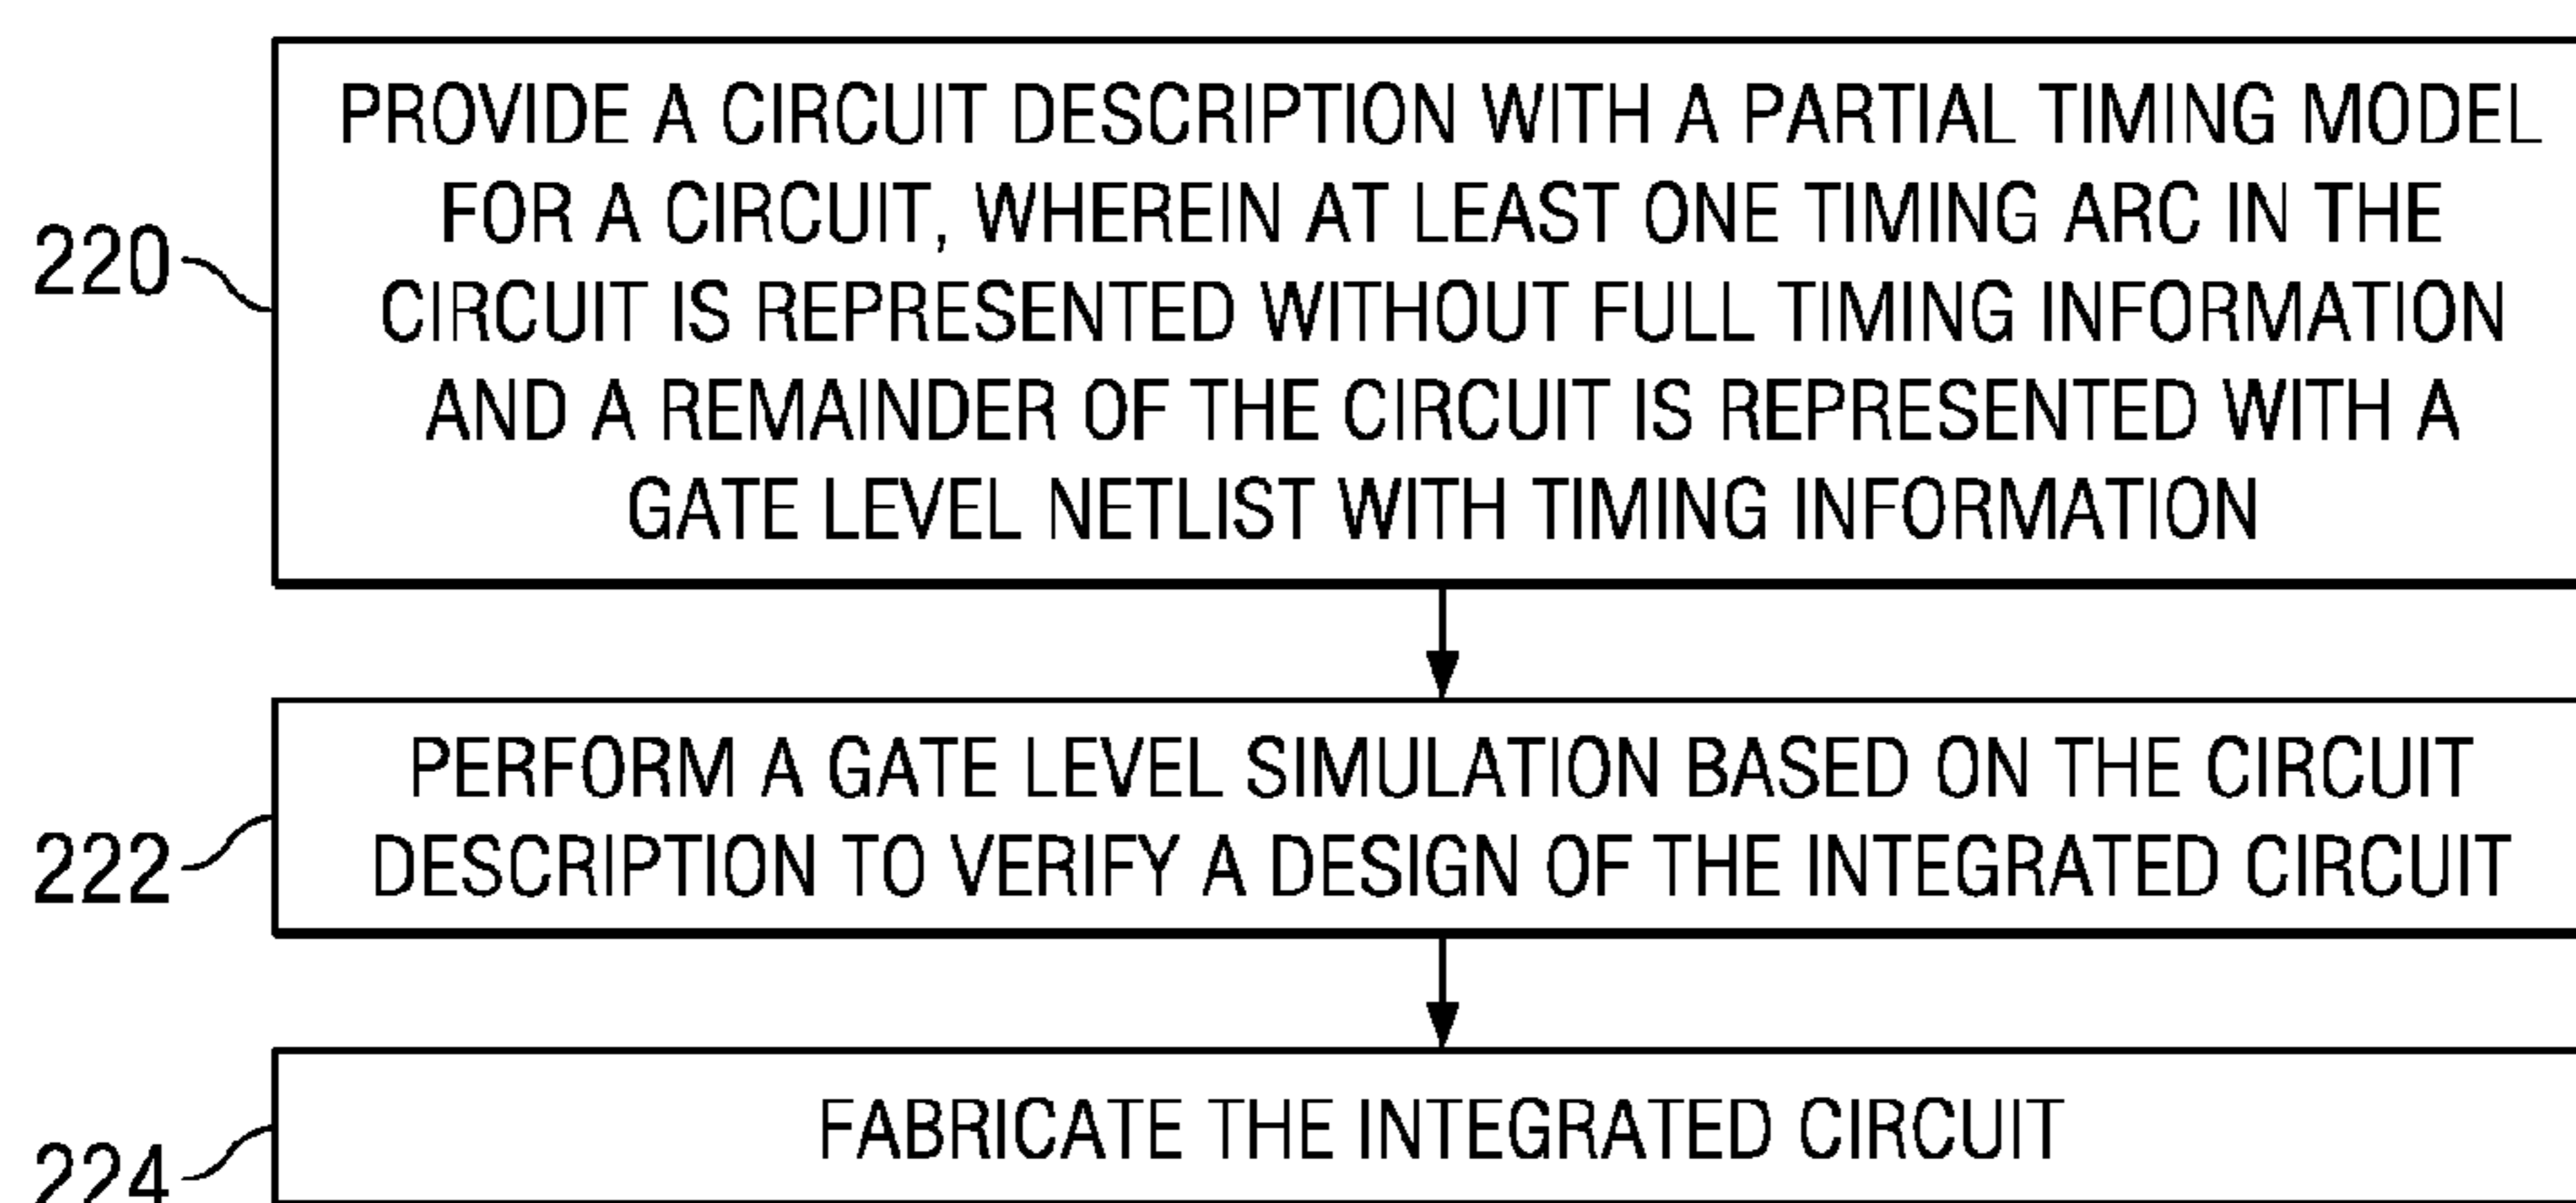 PROVIDE A CIRCUIT DESCRIPTION WITH A PARTIAL TIMING MODEL
FOR A CIRCUIT, WHEREIN AT LEAST ONE TIMING ARC IN THE
220
CIRCUIT IS REPRESENTED WITHOUT FULL TIMING INFORMATION
AND A REMAINDER OF THE CIRCUIT IS REPRESENTED WITH A
GATE LEVEL NETLIST WITH TIMING INFORMATION
PERFORM A GATE LEVEL SIMULATION BASED ON THE CIRCUIT
222
DESCRIPTION TO VERIFY A DESIGN OF THE INTEGRATED CIRCUIT
FABRICATE THE INTEGRATED CIRCUIT
224